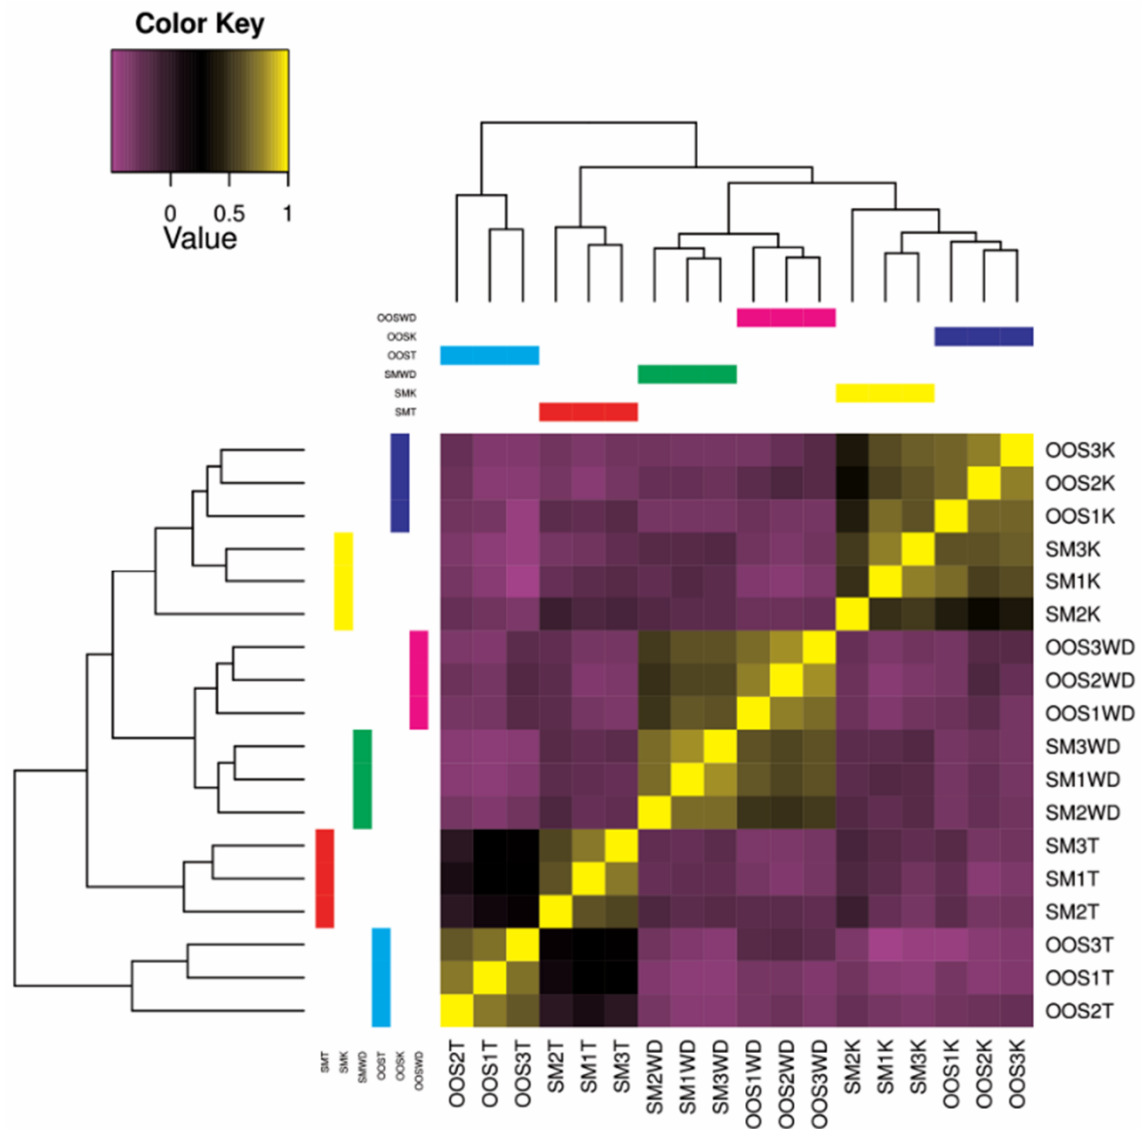 Color Key
0 0.5 1
Value
OOSWD
OOSK
OOST
SMWD
SMK
SMT
OOS3K
OOS2K
OOS1K
SM3K
SM1K
SM2K
OOS3WD
OOS2WD
OOS1WD
SM3WD
SM1WD
SM2WD
SM3T
SM1T
SM2T
OOS3T
OOS1T
OOS2T
SMT
SMK
SMWD
OOST
OOSK
OOSWD
OOS2T
OOS1T
OOS3T
SM2T
SM1T
SM3T
SM2WD
SM1WD
SM3WD
OOS1WD
OOS2WD
OOS3WD
SM2K
SM1K
SM3K
OOS1K
OOS2K
OOS3K